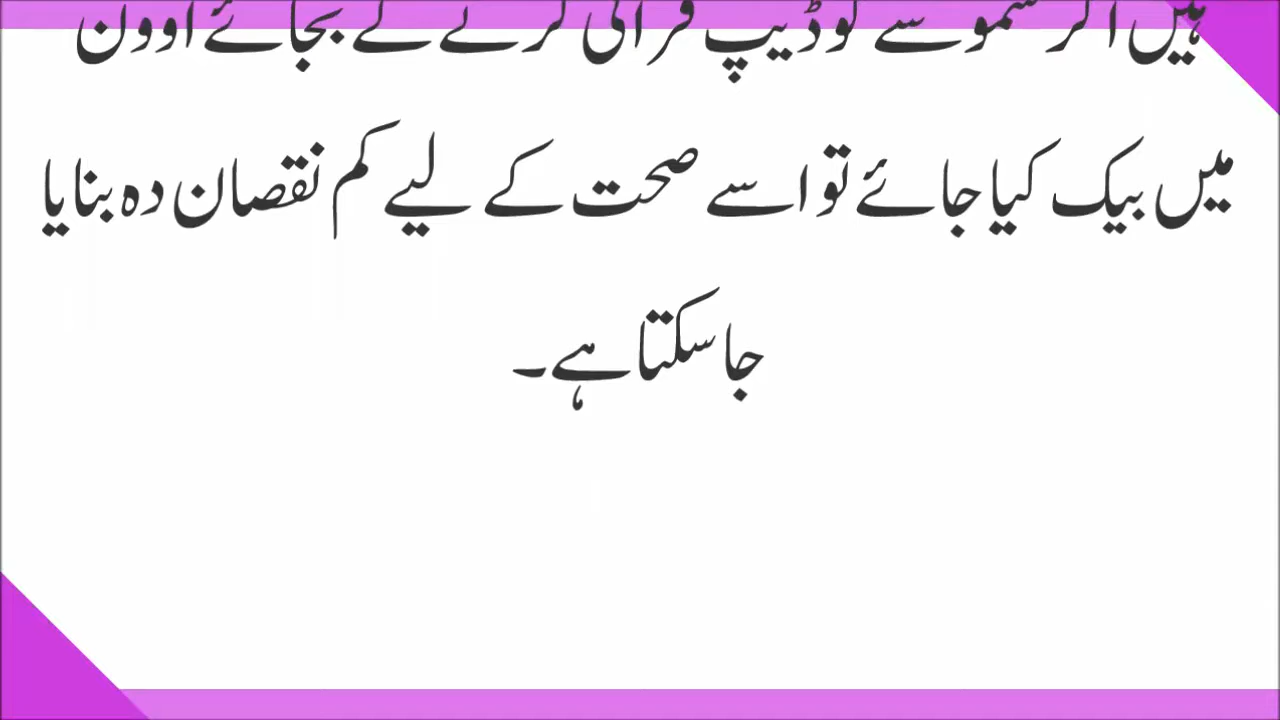 ہیں اگر سموسے کو ڈیپ فرائی کرنے کے بجائے اوون
میں بیک کیا جائے تو اسے صحت کے لیے کم نقصان دہ بنایا
جا سکتا ہے۔